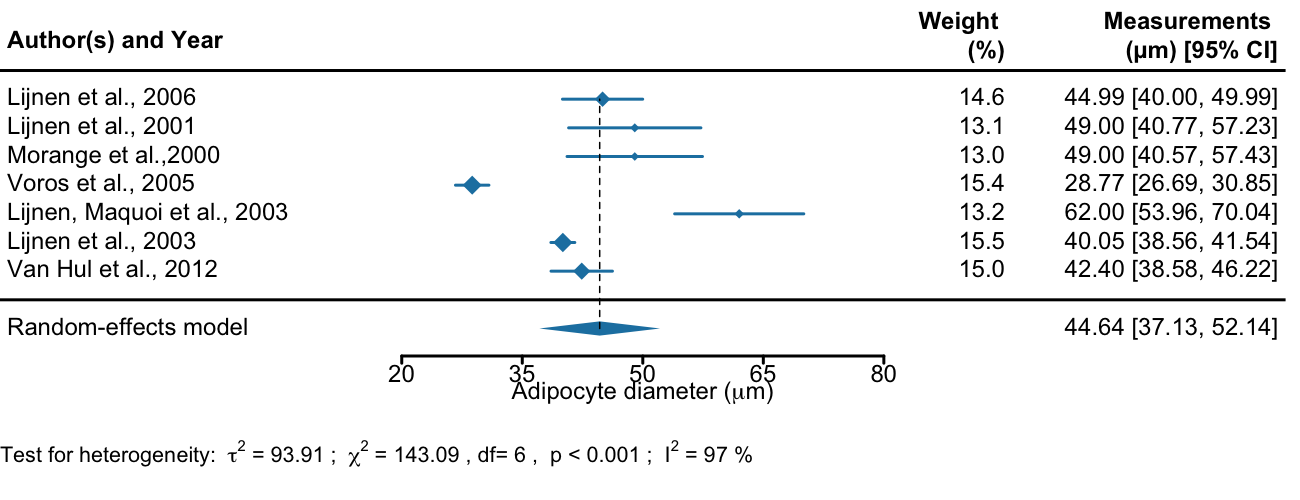 Author(s) and Year Weight (%) Measurements (μm) [95% CI]
Lijnen et al., 2006 14.6 44.99 [40.00, 49.99]
Lijnen et al., 2001 13.1 49.00 [40.77, 57.23]
Morange et al.,2000 13.0 49.00 [40.57, 57.43]
Voros et al., 2005 15.4 28.77 [26.69, 30.85]
Lijnen, Maquoi et al., 2003 13.2 62.00 [53.96, 70.04]
Lijnen et al., 2003 15.5 40.05 [38.56, 41.54]
Van Hul et al., 2012 15.0 42.40 [38.58, 46.22]
Random-effects model 44.64 [37.13, 52.14]
20 35 50 65 80
Adipocyte diameter (μm)
Test for heterogeneity: τ² = 93.91 ; χ² = 143.09 , df= 6 , p < 0.001 ; I² = 97 %